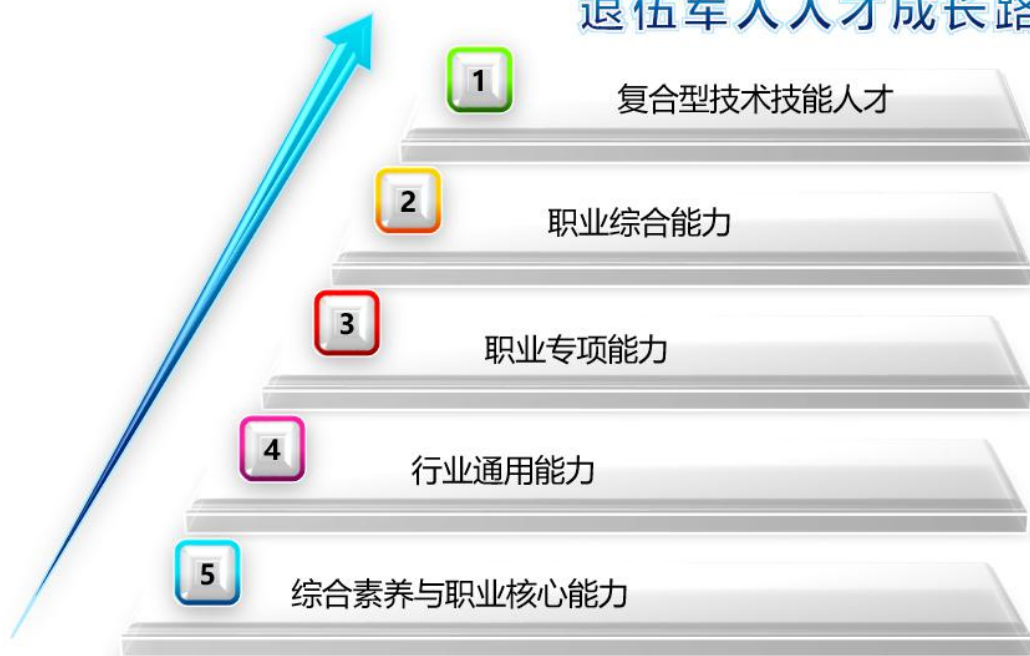 退伍军人人才成长路
1
复合型技术技能人才
2
职业综合能力
3
职业专项能力
4
行业通用能力
5
综合素养与职业核心能力